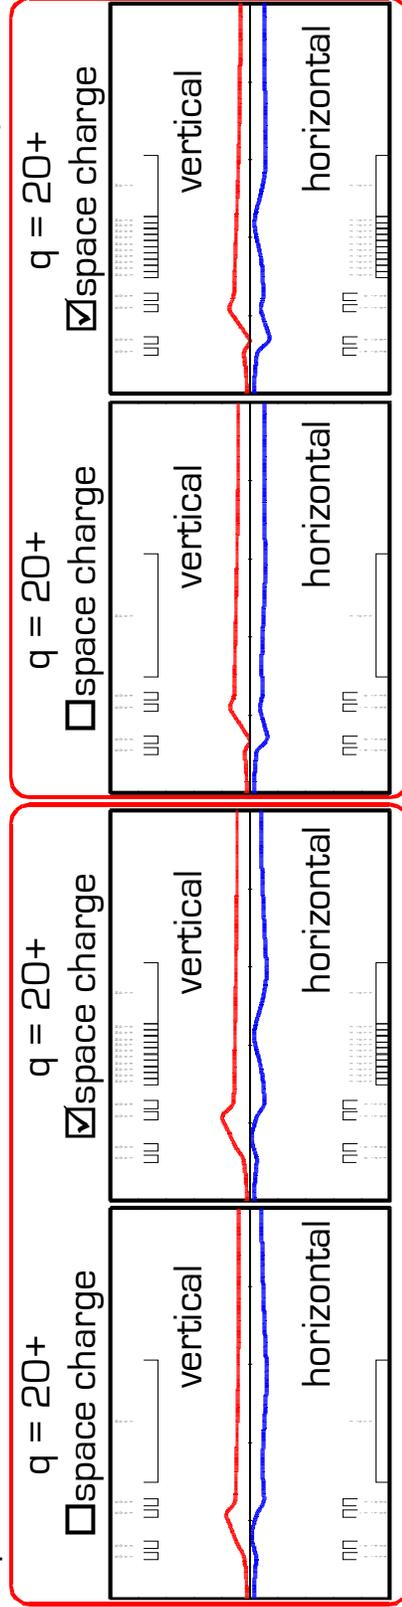 q = 20+
☑space charge
vertical
horizontal
q = 20+
☐space charge
vertical
horizontal
q = 20+
☑space charge
vertical
horizontal
q = 20+
☐space charge
vertical
horizontal